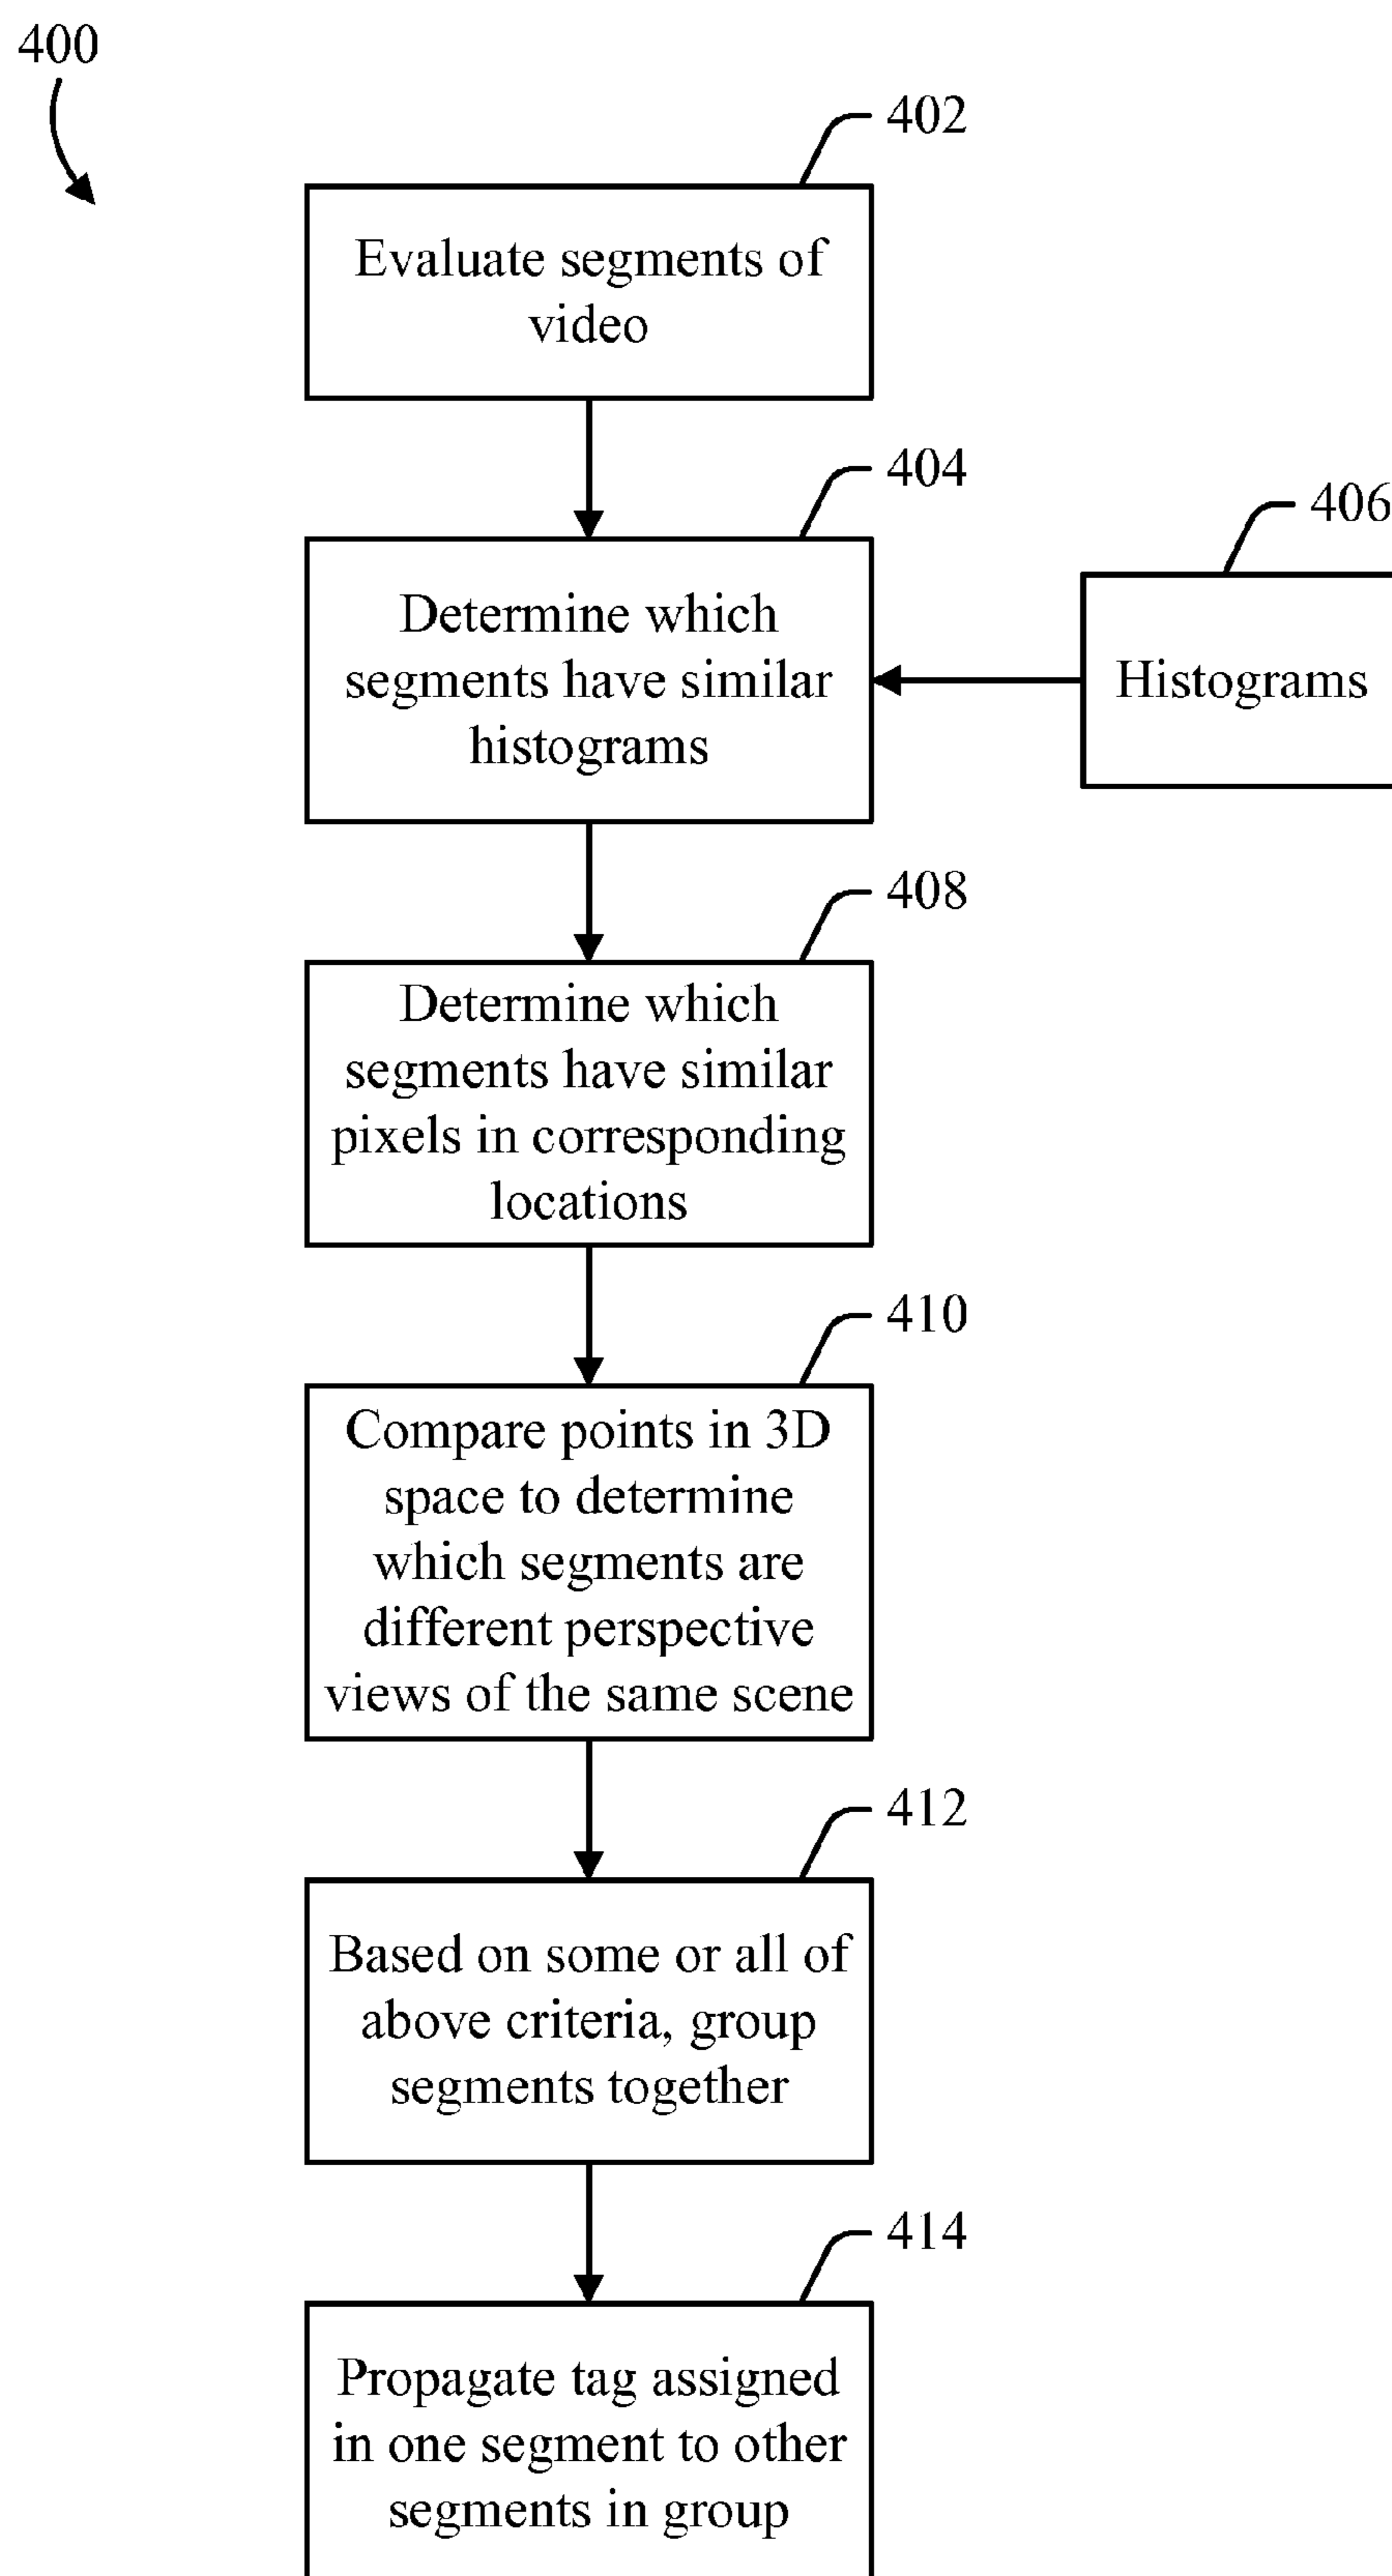 400
402
Evaluate segments of
video
404
406
Determine which
segments have similar
histograms
Histograms
408
Determine which
segments have similar
pixels in corresponding
locations
410
Compare points in 3D
space to determine
which segments are
different perspective
views of the same scene
412
Based on some or all of
above criteria, group
segments together
414
Propagate tag assigned
in one segment to other
segments in group